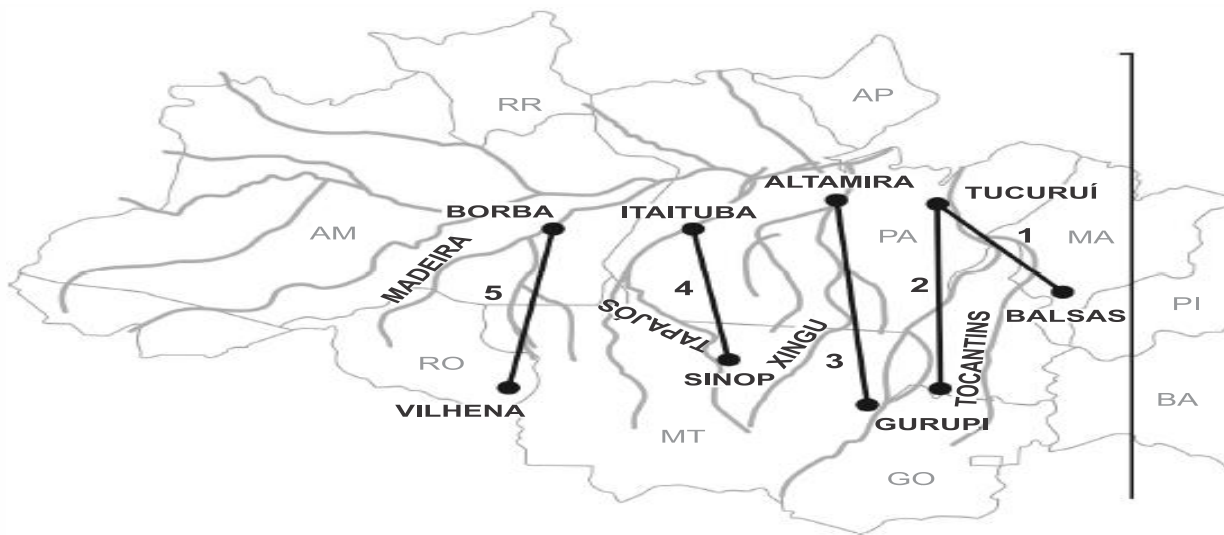 RR
AP
ALTAMIRA
TUCURUÍ
BORBA
ITAITUBA
AM
PA
1
MA
MADEIRA
5
4
2
TAPAJÓS
XINGU
TOCANTINS
BALSAS
PI
RO
SINOP
3
VILHENA
GURUPI
BA
MT
GO